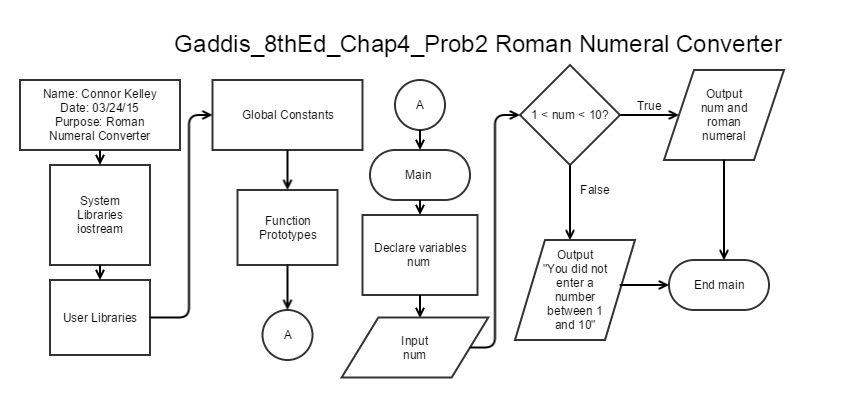 Gaddis_8thEd_Chap4_Prob2 Roman Numeral Converter
Name: Connor Kelley
Date: 03/24/15
Purpose: Roman
Numeral Converter
System
Libraries
iostream
User Libraries
Global Constants
Function
Prototypes
A
A
Main
Declare variables
num
Input
num
1 < num < 10?
True
False
Output
num and
roman
numeral
Output
"You did not
enter a
number
between 1
and 10"
End main